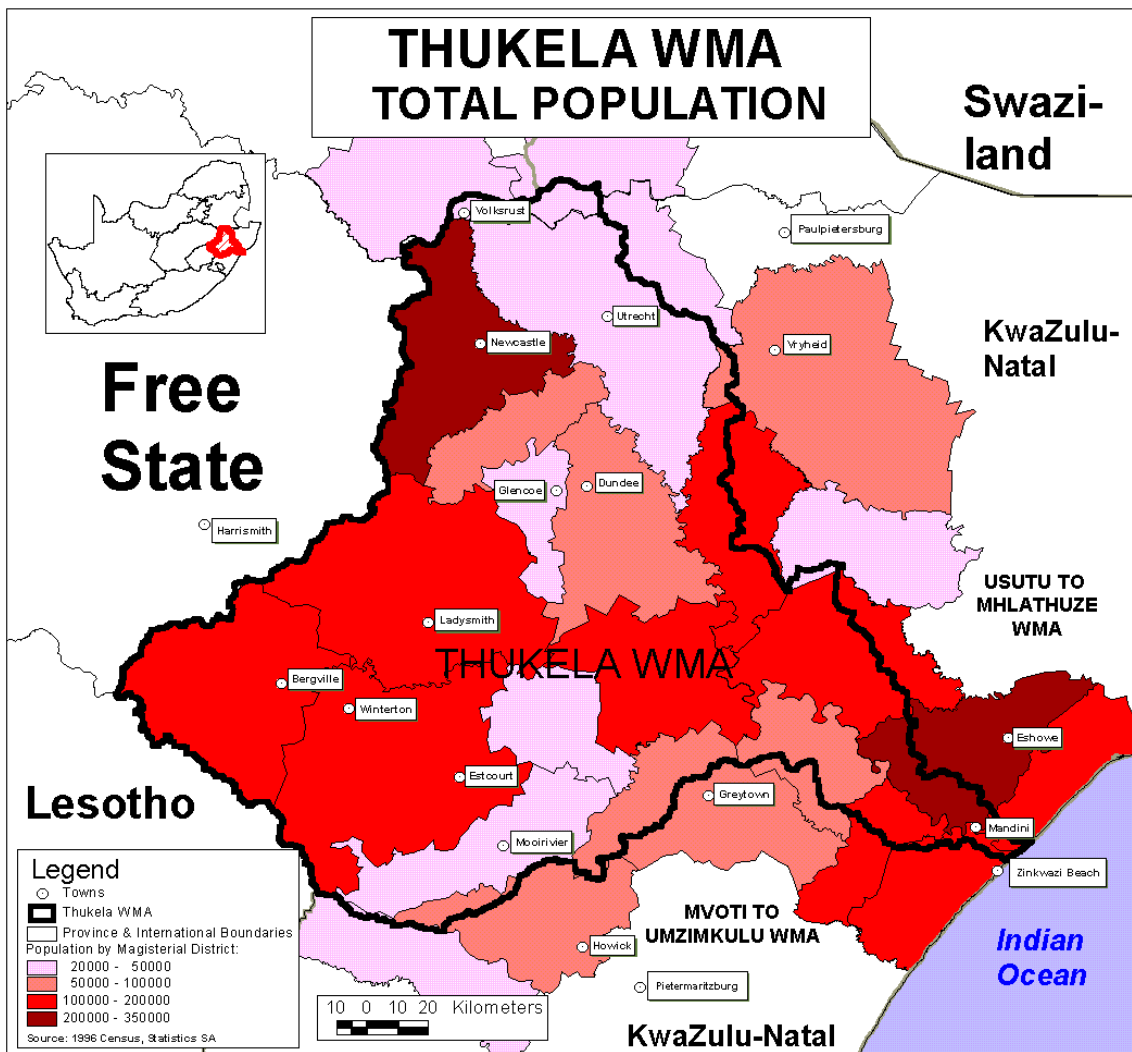 THUKELA WMA
TOTAL POPULATION
Swazi-
land
Volksrust
Paulpietersburg
Utrecht
Newcastle
Vryheid
KwaZulu-
Natal
Free
State
Glencoe
Dundee
Harrismith
USUTU TO
MHLATHUZE
WMA
Ladysmith
THUKELA WMA
Bergville
Winterton
Eshowe
Estcourt
Greytown
Lesotho
Mandini
Mooirivier
Zinkwazi Beach
Legend
Towns
Thukela WMA
Province & International Boundaries
Population by Magisterial District:
20000 - 50000
50000 - 100000
100000 - 200000
200000 - 350000
Source: 1996 Census, Statistics SA
MVOTI TO
UMZIMKULU WMA
Howick
Indian
Ocean
Pietermaritzburg
10 0 10 20 Kilometers
KwaZulu-Natal